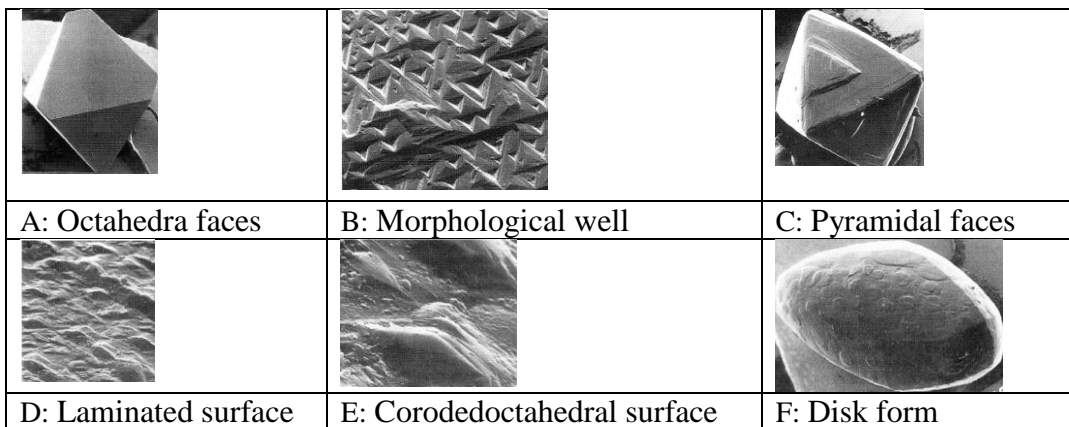 A: Octahedra faces
B: Morphological well
C: Pyramidal faces
D: Laminated surface
E: Corodedoctahedral surface
F: Disk form